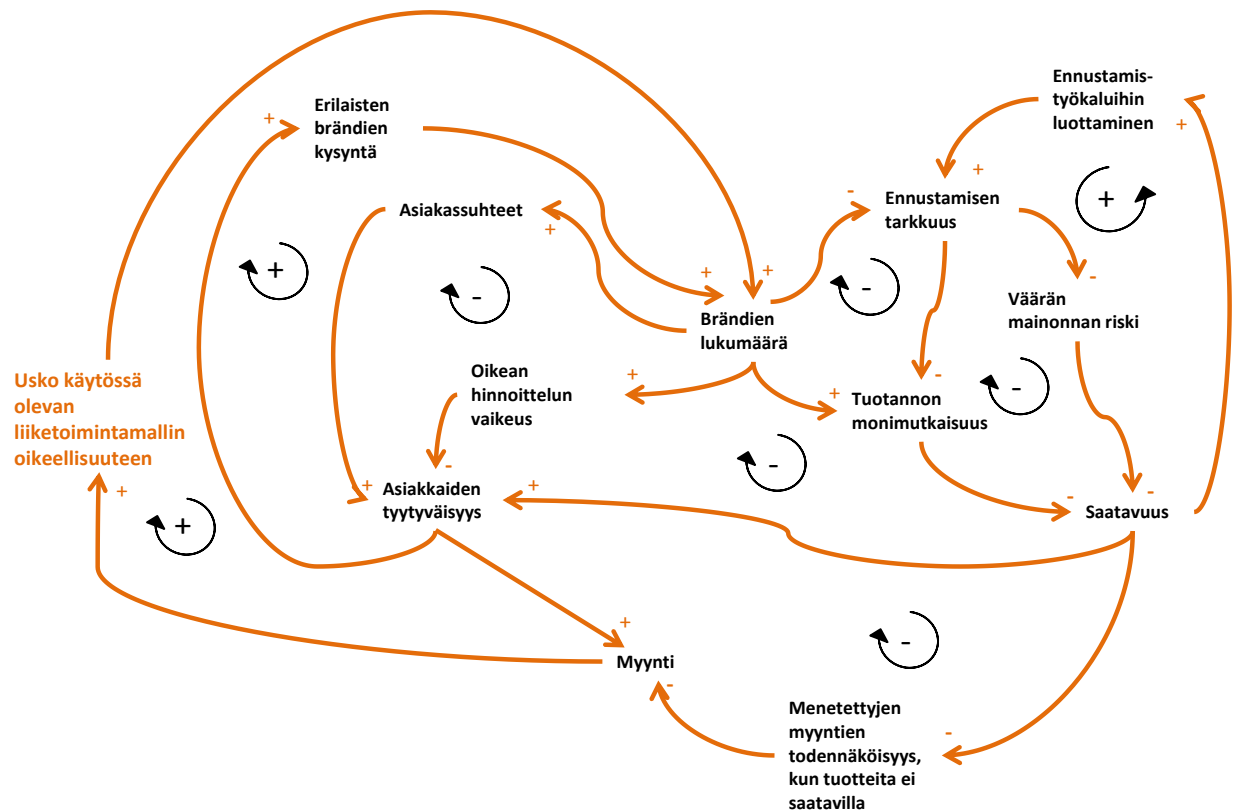 Ennustamis-
työkaluihin
luottaminen
+
+
Erilaisten
brändien
kysyntä
+
-
Ennustamisen
tarkkuus
+
Asiakassuhteet
+
+
-
-
+
+
-
Brändien
lukumäärä
Väärän
mainonnan riski
Usko käytössä
olevan
liiketoimintamallin
oikeellisuuteen
Oikean
hinnoittelun
vaikeus
+
+
-
-
Tuotannon
monimutkaisuus
-
-
+
Asiakkaiden
tyytyväisyys
+
-
-
Saatavuus
+
+
+
-
Myynti
-
-
Menetettyjen
myyntien
todennäköisyys,
kun tuotteita ei
saatavilla